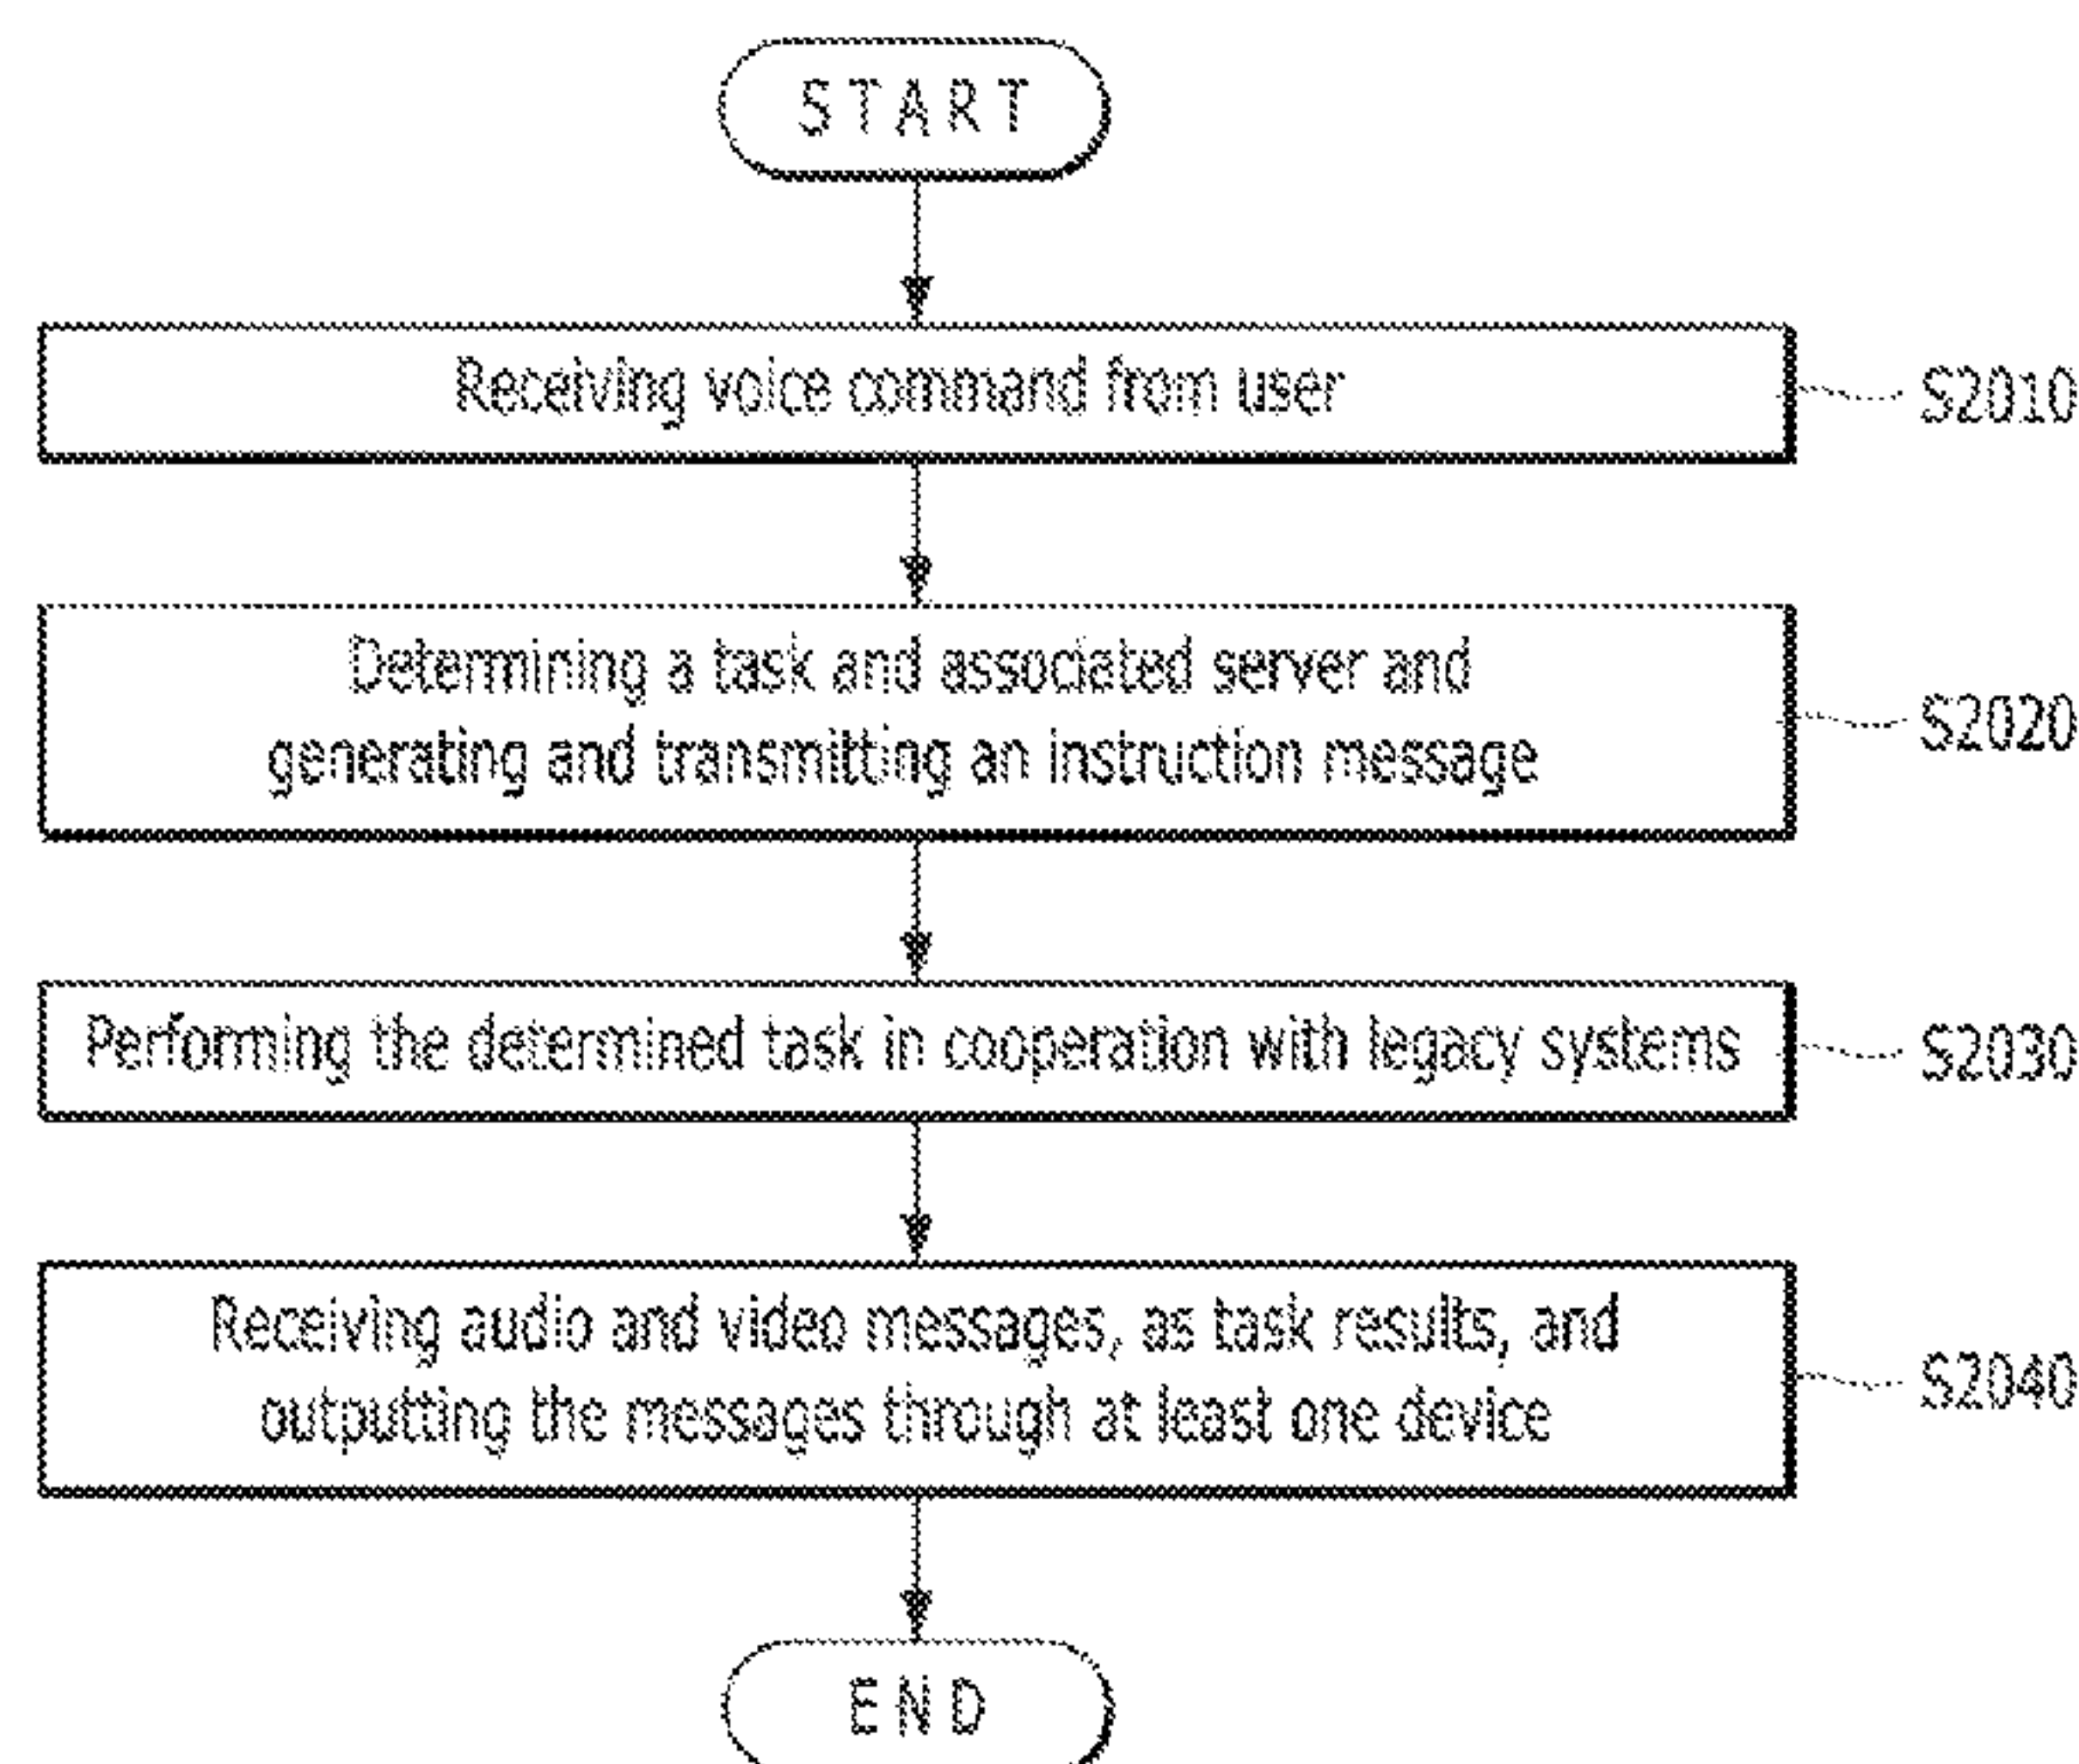 START
Receiving voice command from user
S2010
Determining a task and associated server and
generating and transmitting an instruction message
S2020
Performing the determined task in cooperation with legacy systems
S2030
Receiving audio and video messages, as task results, and
outputting the messages through at least one device
S2040
END